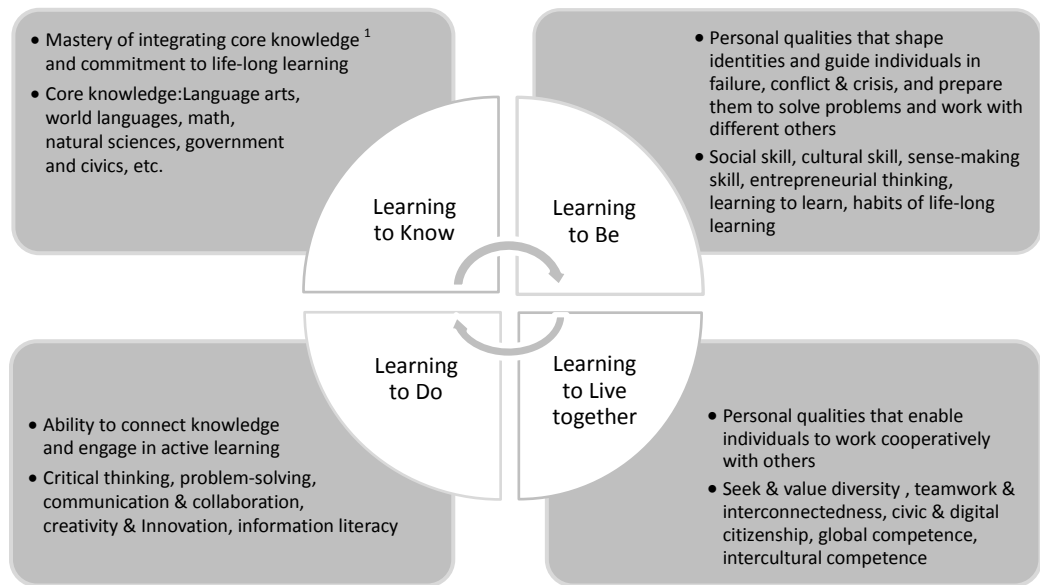 • Mastery of integrating core knowledge 1
and commitment to life-long learning
• Core knowledge:Language arts,
world languages, math,
natural sciences, government
and civics, etc.
• Personal qualities that shape
identities and guide individuals in
failure, conflict & crisis, and prepare
them to solve problems and work with
different others
• Social skill, cultural skill, sense-making
skill, entrepreneurial thinking,
learning to learn, habits of life-long
learning
Learning
to Know
Learning
to Be
Learning
to Do
Learning
to Live
together
• Ability to connect knowledge
and engage in active learning
• Critical thinking, problem-solving,
communication & collaboration,
creativity & Innovation, information literacy
• Personal qualities that enable
individuals to work cooperatively
with others
• Seek & value diversity , teamwork &
interconnectedness, civic & digital
citizenship, global competence,
intercultural competence